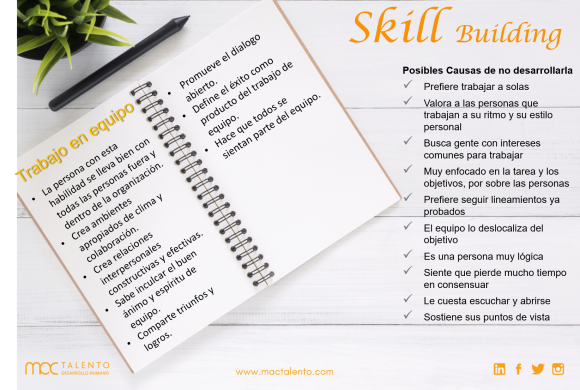 Skill Building
Trabajo en equipo
• La persona con esta
habilidad se lleva bien con
todas las personas fuera y
dentro de la organización.
• Crea ambientes
apropiados de clima y
colaboración.
• Crea relaciones
interpersonales
constructivas y efectivas.
• Sabe inculcar el buen
ánimo y espíritu de
equipo.
• Comparte triunfos y
logros.
• Promueve el dialogo
abierto.
• Define el éxito como
producto del trabajo de
equipo.
• Hace que todos se
sientan parte del equipo.
Posibles Causas de no desarrollarla
✓ Prefiere trabajar a solas
✓ Valora a las personas que
trabajan a su ritmo y su estilo
personal
✓ Busca gente con intereses
comunes para trabajar
✓ Muy enfocado en la tarea y los
objetivos, por sobre las personas
✓ Prefiere seguir lineamientos ya
probados
✓ El equipo lo deslocaliza del
objetivo
✓ Es una persona muy lógica
✓ Siente que pierde mucho tiempo
en consensuar
✓ Le cuesta escuchar y abrirse
✓ Sostiene sus puntos de vista
mac TALENTO
DESARROLLO HUMANO
www.mactalento.com